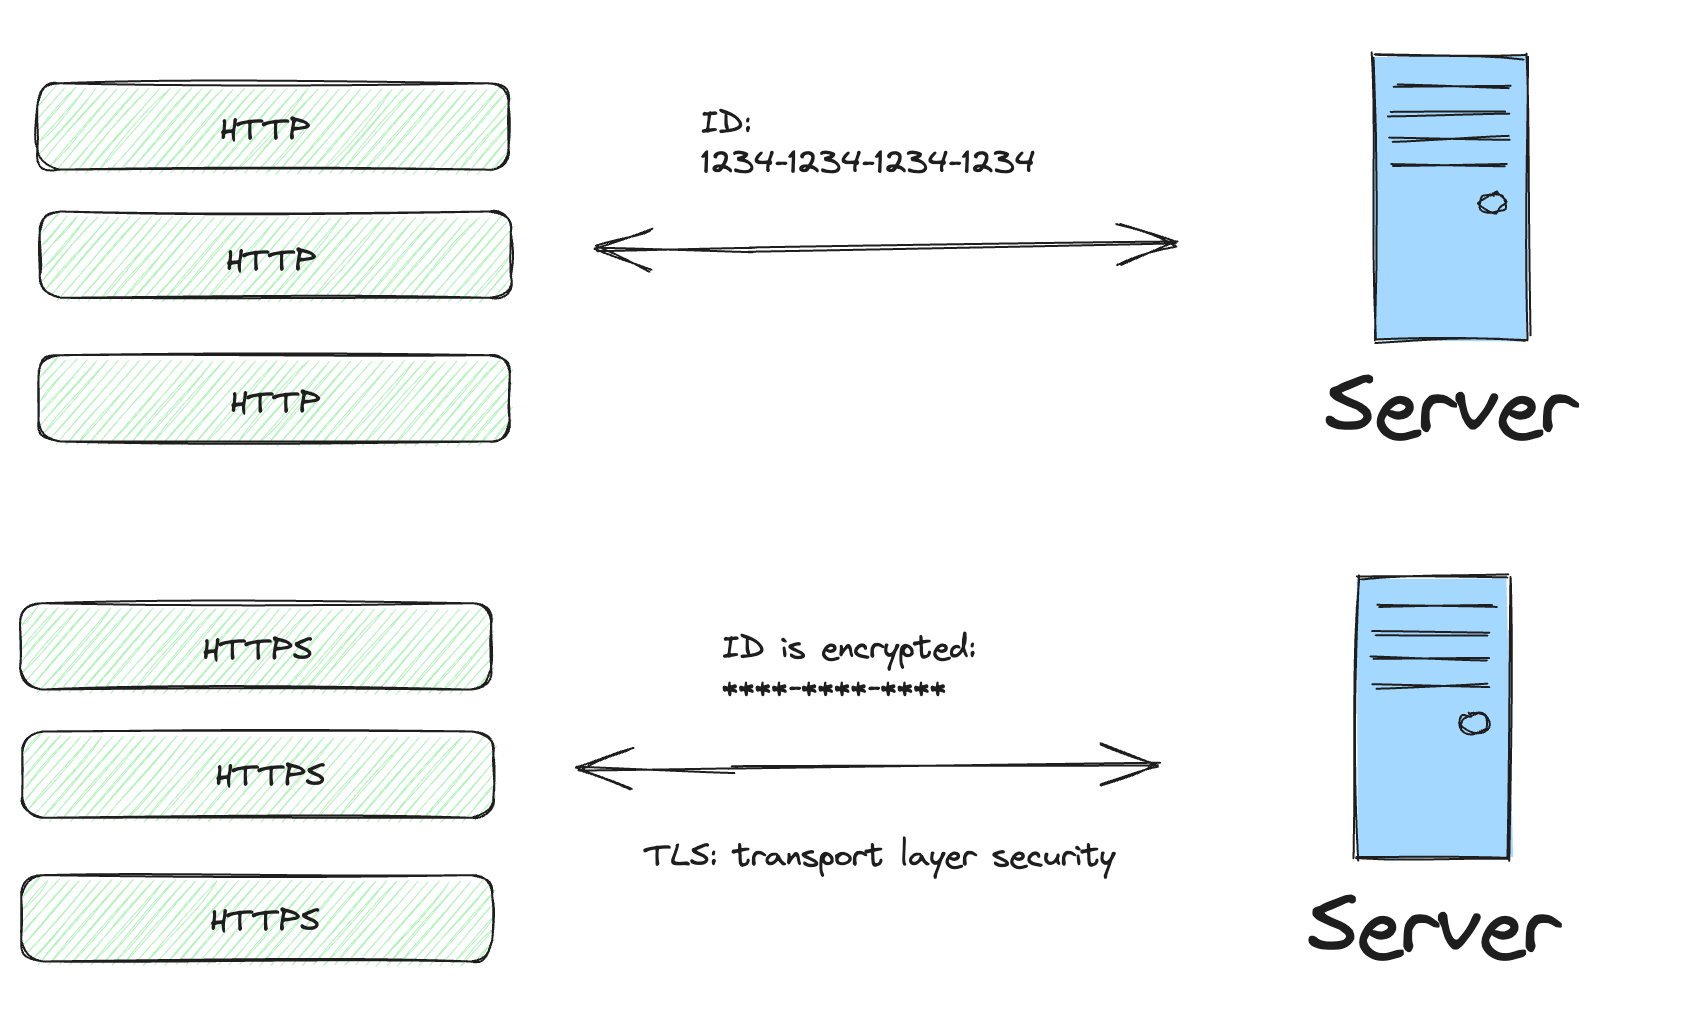 HTTP
ID:
1234-1234-1234-1234
HTTP
HTTP
Server
HTTPS
ID is encrypted:
****-****-****
HTTPS
TLS: transport layer security
HTTPS
Server